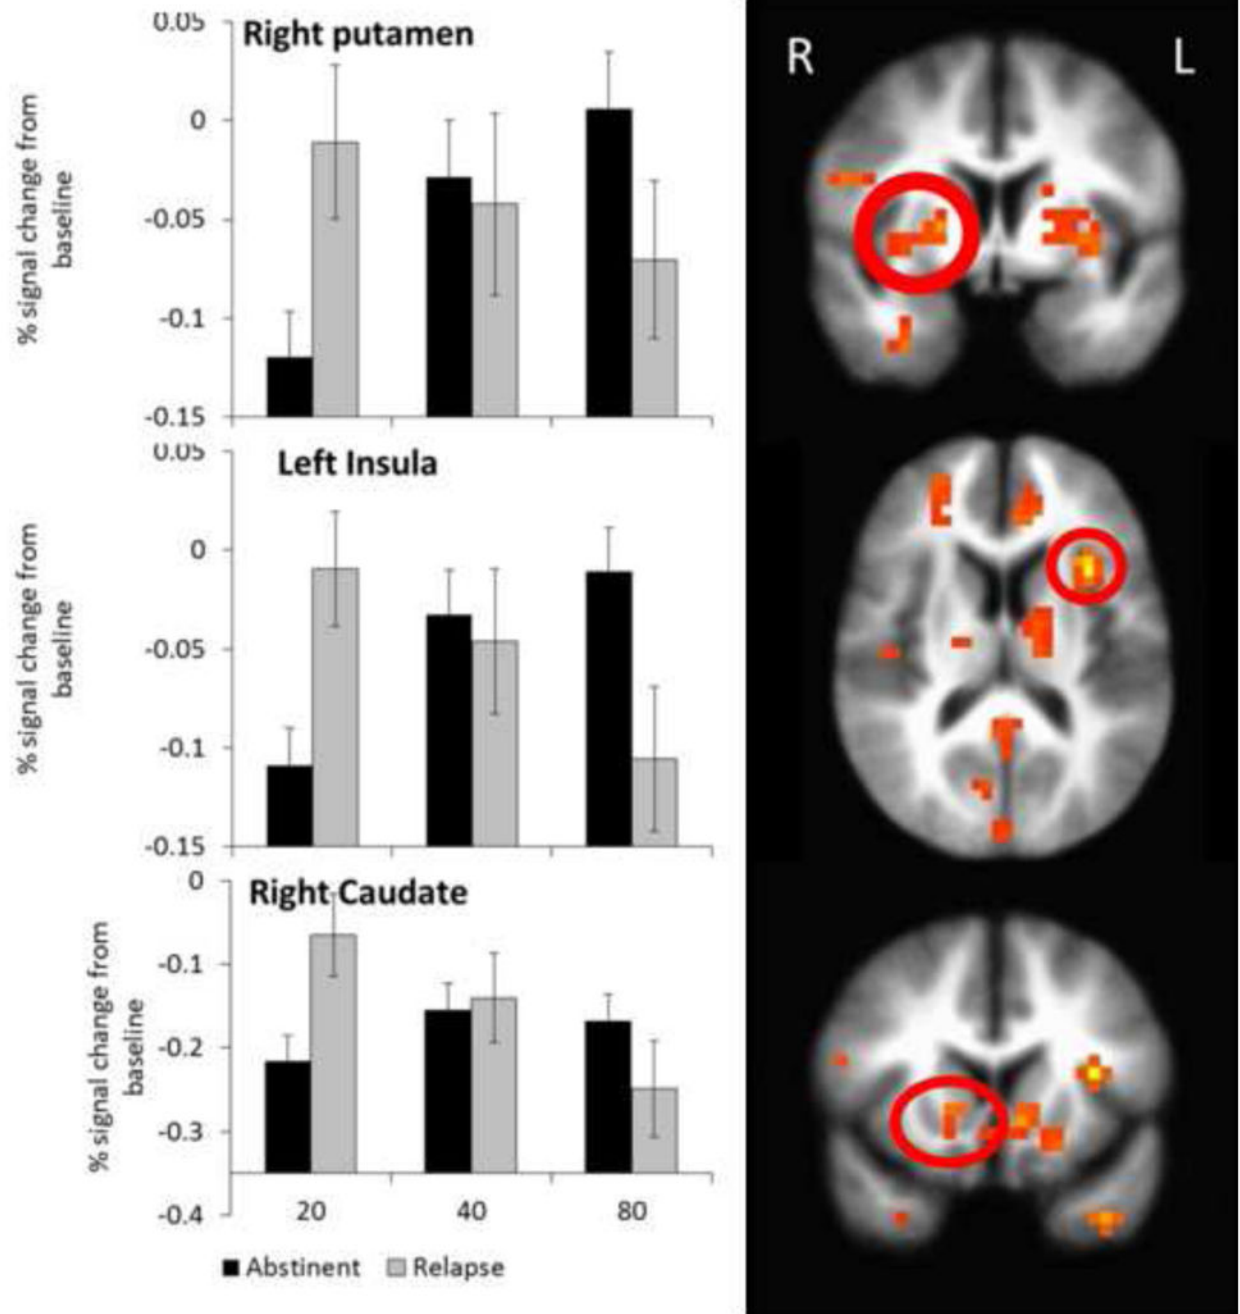 Right putamen
0.05
0
-0.05
-0.1
-0.15
% signal change from
baseline
Left Insula
0.05
0
-0.05
-0.1
-0.15
% signal change from
baseline
Right Caudate
0
-0.1
-0.2
-0.3
-0.4
% signal change from
baseline
20 40 80
Abstinent Relapse
R L